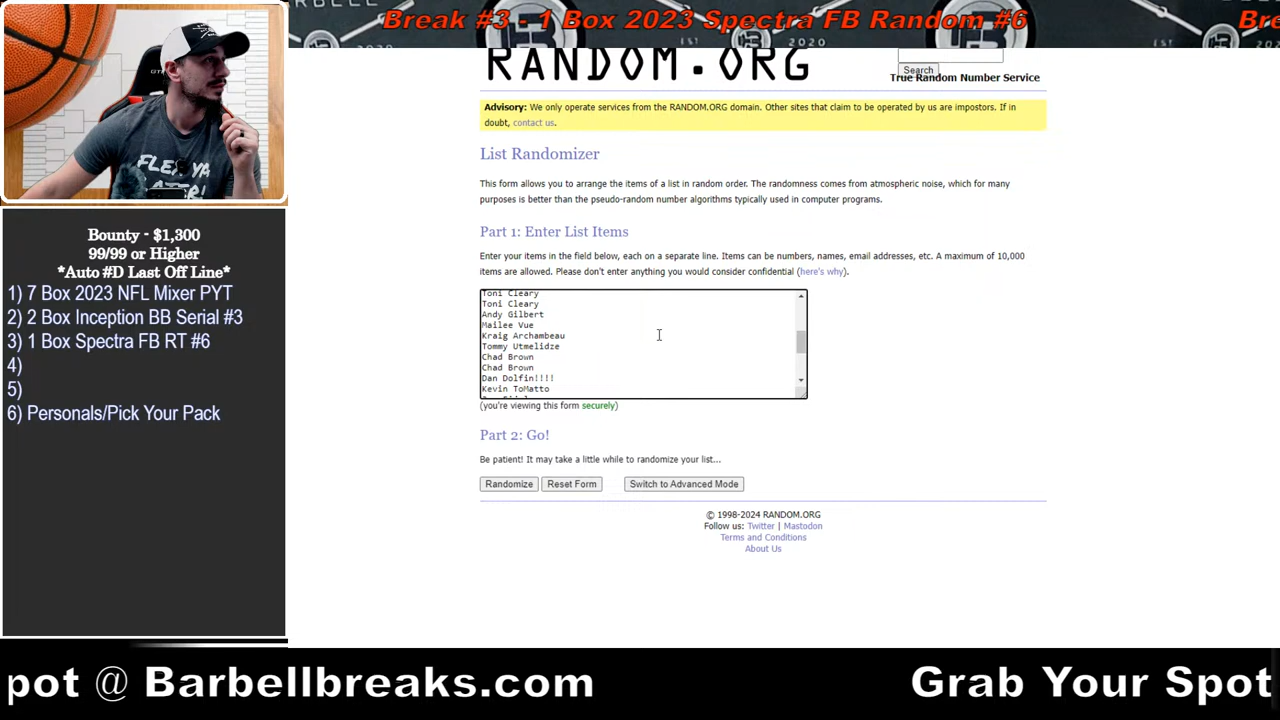 Break #3 - 1 Box 2023 Spectra FB Random #6
Bre
RANDOM.ORG
Search
True Random Number Service
Advisory: We only operate services from the RANDOM.ORG domain. Other sites that claim to be operated by us are impostors. If in
doubt, contact us.
List Randomizer
This form allows you to arrange the items of a list in random order. The randomness comes from atmospheric noise, which for many
purposes is better than the pseudo-random number algorithms typically used in computer programs.
Part 1: Enter List Items
Enter your items in the field below, each on a separate line. Items can be numbers, names, email addresses, etc. A maximum of 10,000
items are allowed. Please don't enter anything you would consider confidential (here's why).
Toni Cleary
Toni Cleary
Andy Gilbert
Mailee Vue
Kraig Archambeau
Tommy Utmelidze
Chad Brown
Chad Brown
Dan Dolfin!!!!
Kevin ToMatto
(you're viewing this form securely)
Part 2: Go!
Be patient! It may take a little while to randomize your list...
Randomize
Reset Form
Switch to Advanced Mode
© 1998-2024 RANDOM.ORG
Follow us: Twitter | Mastodon
Terms and Conditions
About Us
FLEX YA
LATER!
Bounty - $1,300
99/99 or Higher
*Auto #D Last Off Line*
1) 7 Box 2023 NFL Mixer PYT
2) 2 Box Inception BB Serial #3
3) 1 Box Spectra FB RT #6
4)
5)
6) Personals/Pick Your Pack
pot @ Barbellbreaks.com
Grab Your Spot